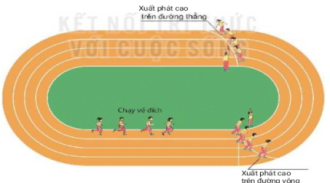 Xuất phát cao
trên đường thẳng
KẾT NỐI TRI THỨC
VỚI CUỘC SỐNG
Chạy về đích
Xuất phát cao
trên đường vòng